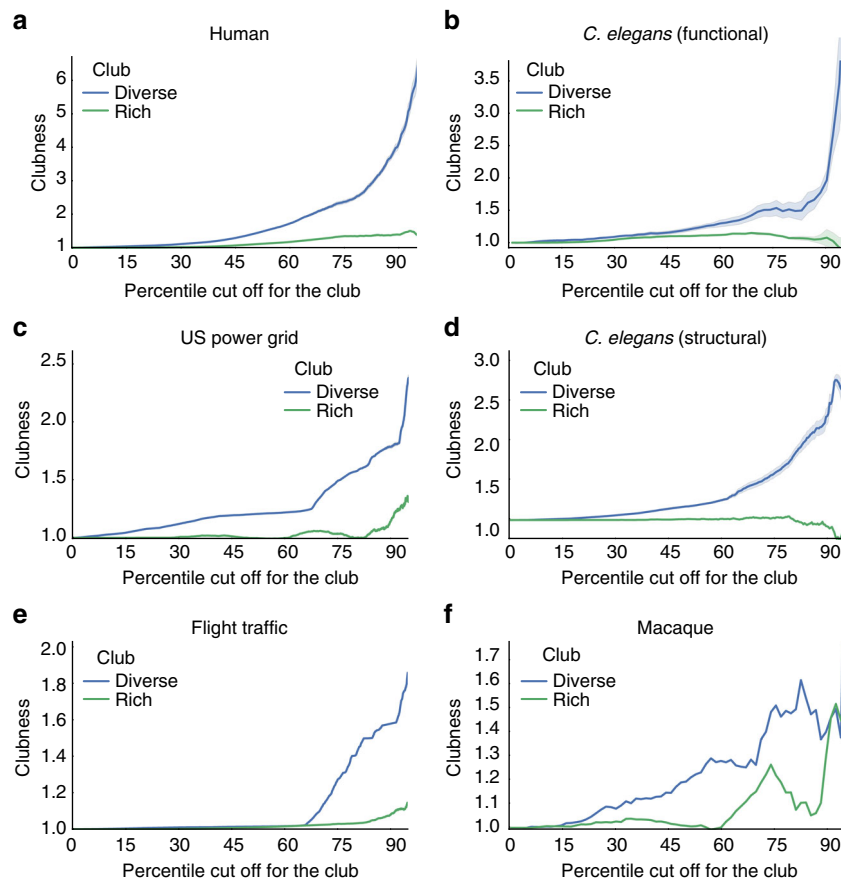 a
Human
Clubness
6
5
4
3
2
1
Club
Diverse
Rich
0 15 30 45 60 75 90
Percentile cut off for the club
b
C. elegans (functional)
Clubness
3.5
3.0
2.5
2.0
1.5
1.0
Club
Diverse
Rich
0 15 30 45 60 75 90
Percentile cut off for the club
c
US power grid
Clubness
2.5
2.0
1.5
1.0
Club
Diverse
Rich
0 15 30 45 60 75 90
Percentile cut off for the club
d
C. elegans (structural)
Clubness
3.0
2.5
2.0
1.5
1.0
Club
Diverse
Rich
0 15 30 45 60 75 90
Percentile cut off for the club
e
Flight traffic
Clubness
2.0
1.8
1.6
1.4
1.2
1.0
Club
Diverse
Rich
0 15 30 45 60 75 90
Percentile cut off for the club
f
Macaque
Clubness
1.7
1.6
1.5
1.4
1.3
1.2
1.1
1.0
Club
Diverse
Rich
0 15 30 45 60 75 90
Percentile cut off for the club